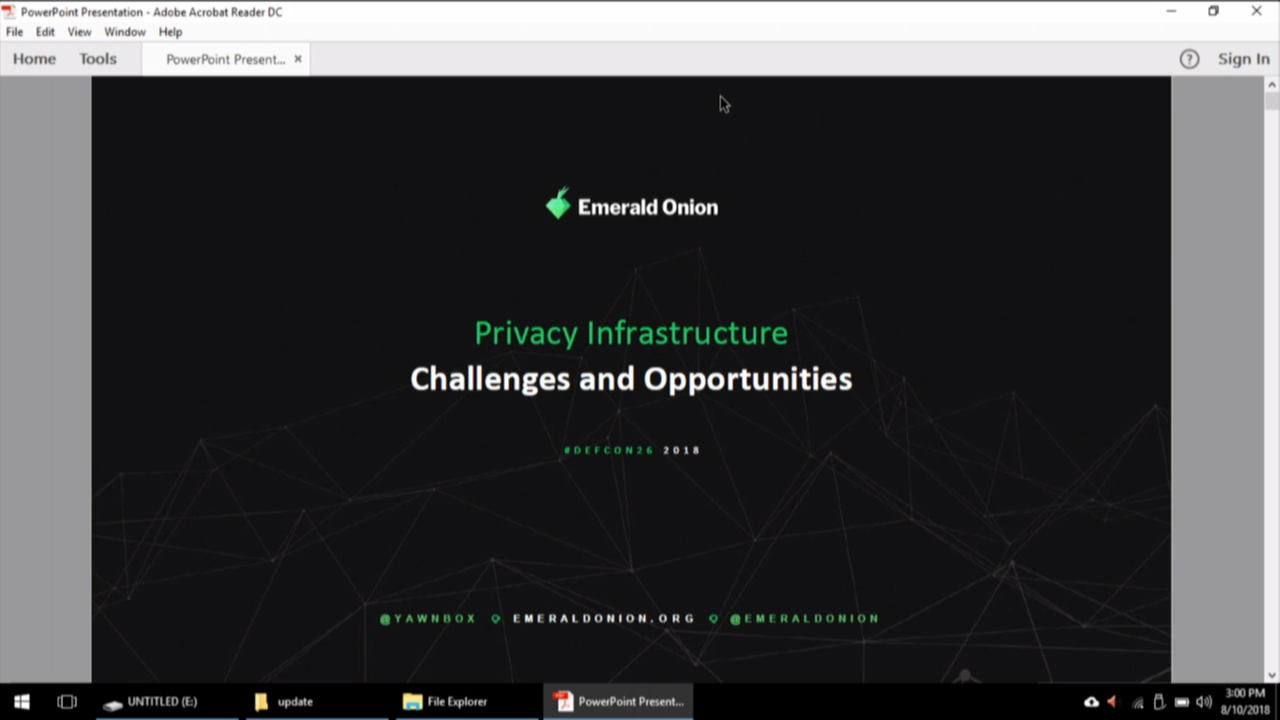 PowerPoint Presentation - Adobe Acrobat Reader DC
File Edit View Window Help
Home Tools PowerPoint Present... × ? Sign In
Emerald Onion
Privacy Infrastructure
Challenges and Opportunities
#DEFCON26 2018
@YAWNBOX EMERALDONION.ORG @EMERALDONION
UNTITLED (E:) update File Explorer PowerPoint Present... 3:00 PM
8/10/2018